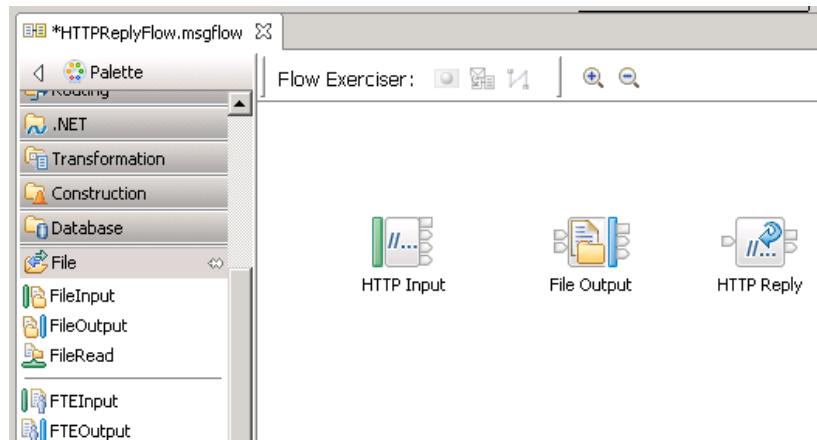 *HTTPReplyFlow.msgflow
Palette
Flow Exerciser:
Routing
.NET
Transformation
Construction
Database
File
FileInput
FileOutput
FileRead
FTEInput
FTEOutput
//...
HTTP Input
File Output
//...
HTTP Reply